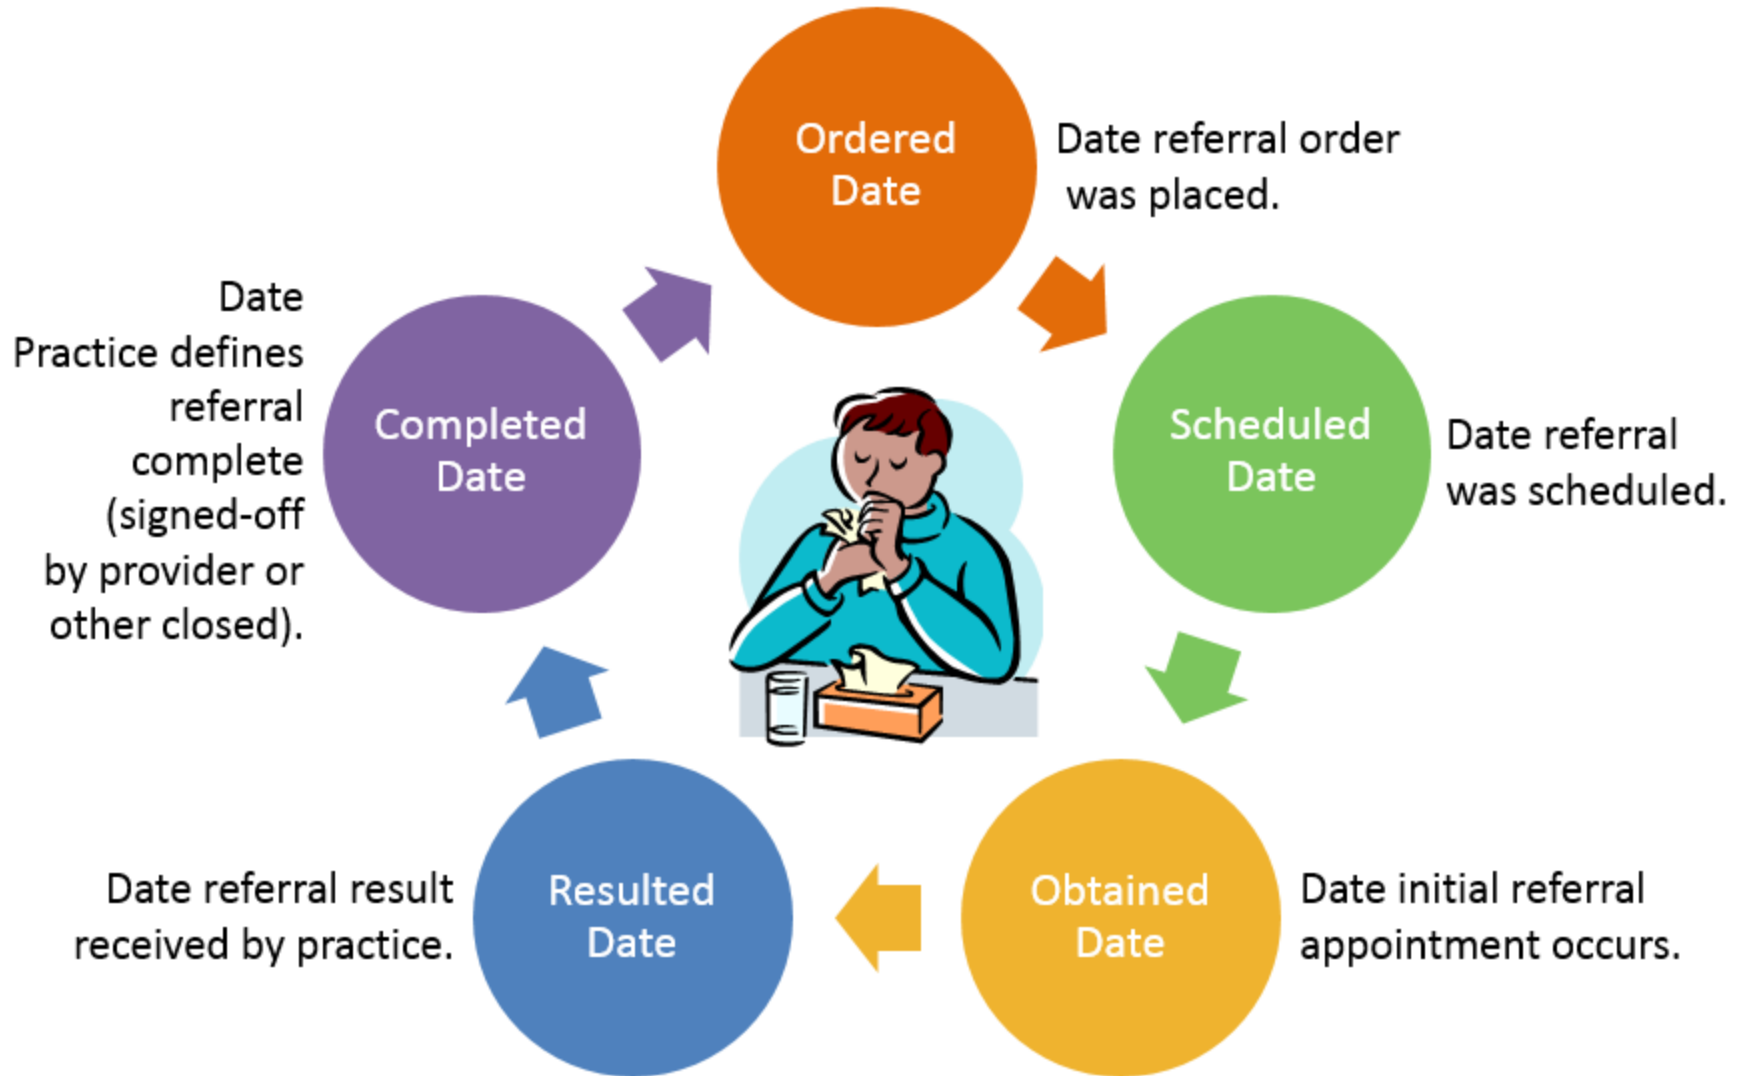 Ordered
Date
Date referral order
was placed.
Scheduled
Date
Date referral
was scheduled.
Obtained
Date
Date initial referral
appointment occurs.
Resulted
Date
Date referral result
received by practice.
Completed
Date
Date
Practice defines
referral
complete
(signed-off
by provider or
other closed).